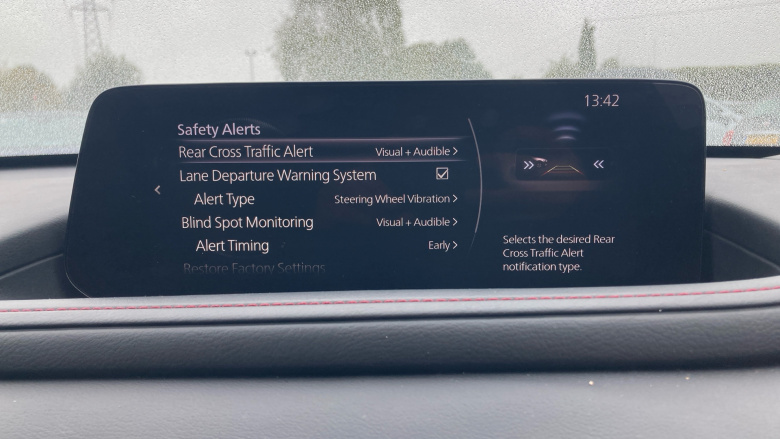 13:42
Safety Alerts
Rear Cross Traffic Alert Visual + Audible
Lane Departure Warning System
Alert Type Steering Wheel Vibration
Blind Spot Monitoring Visual + Audible
Alert Timing Early
Restore Factory Settings
Selects the desired Rear
Cross Traffic Alert
notification type.